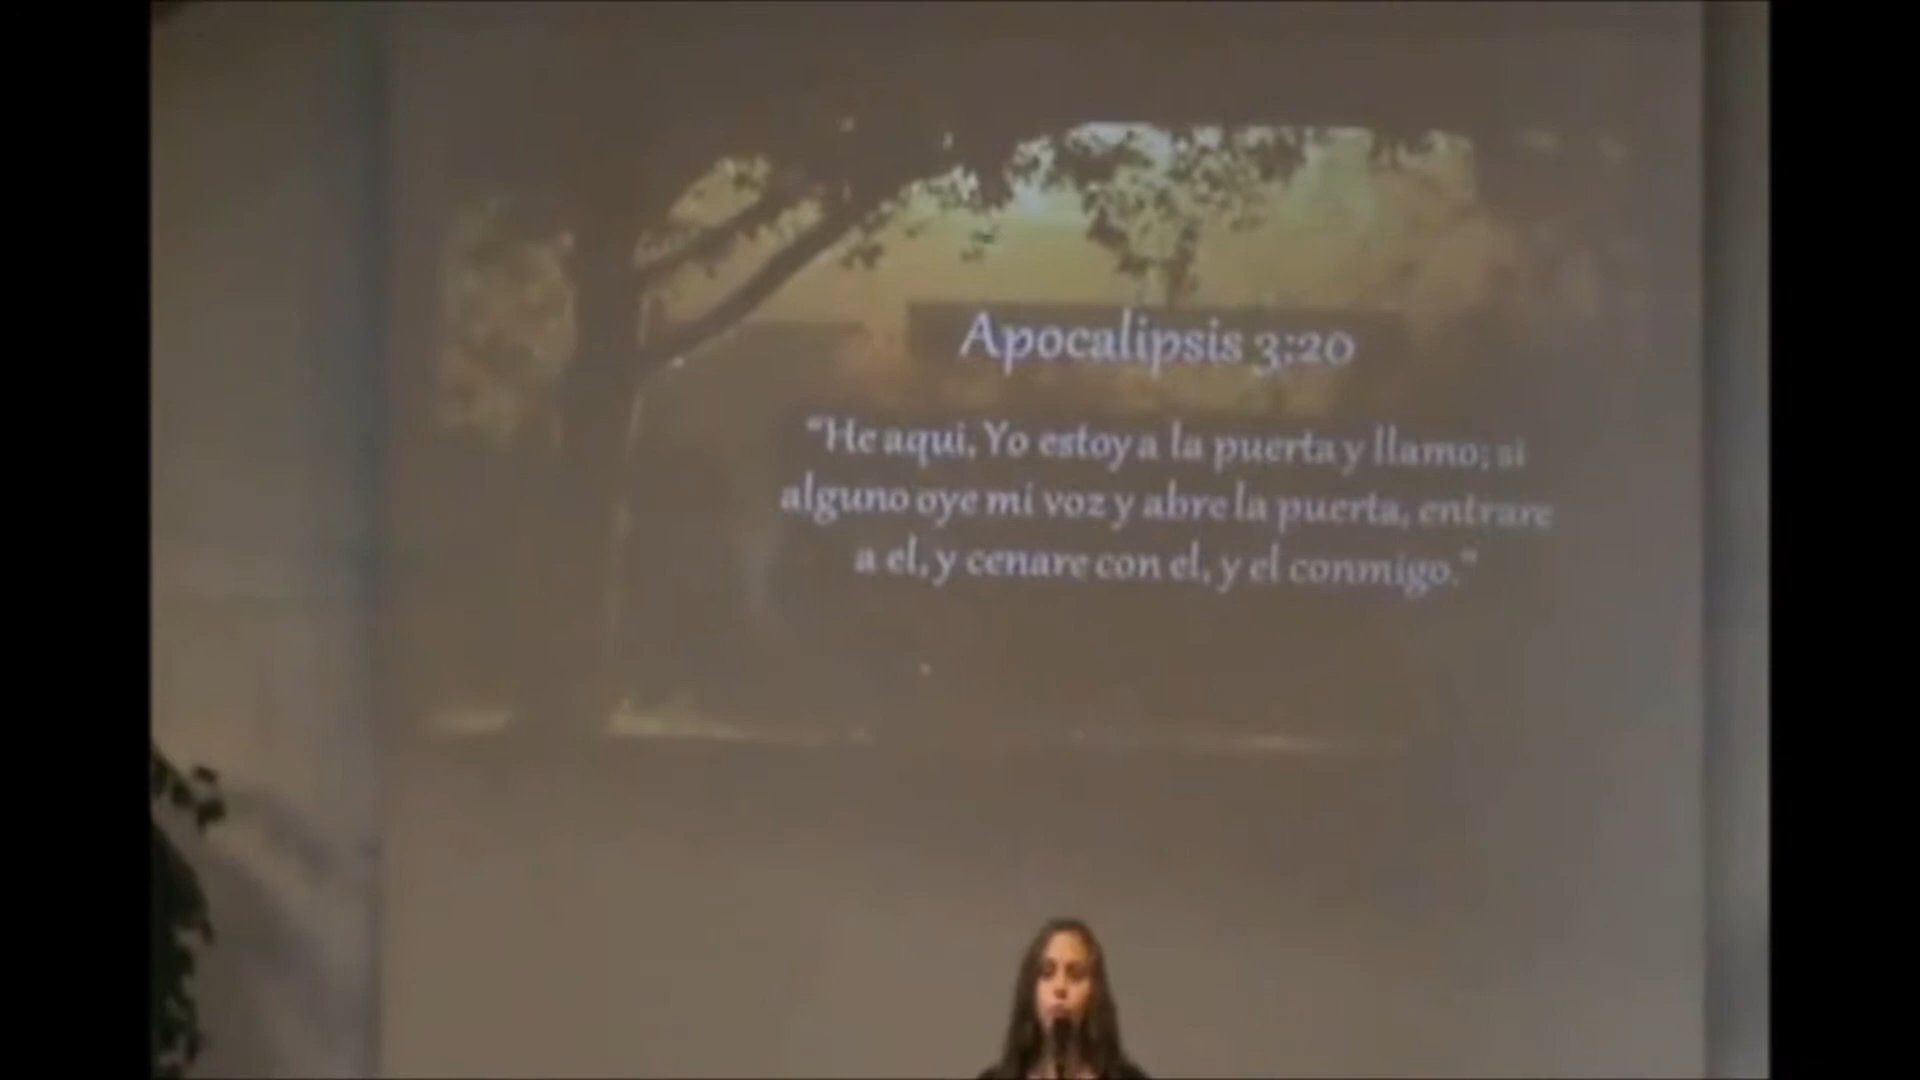 Apocalipsis 3:20
“He aqui, Yo estoy a la puerta y llamo; si
alguno oye mi voz y abre la puerta, entrare
a el, y cenare con el, y el conmigo.”